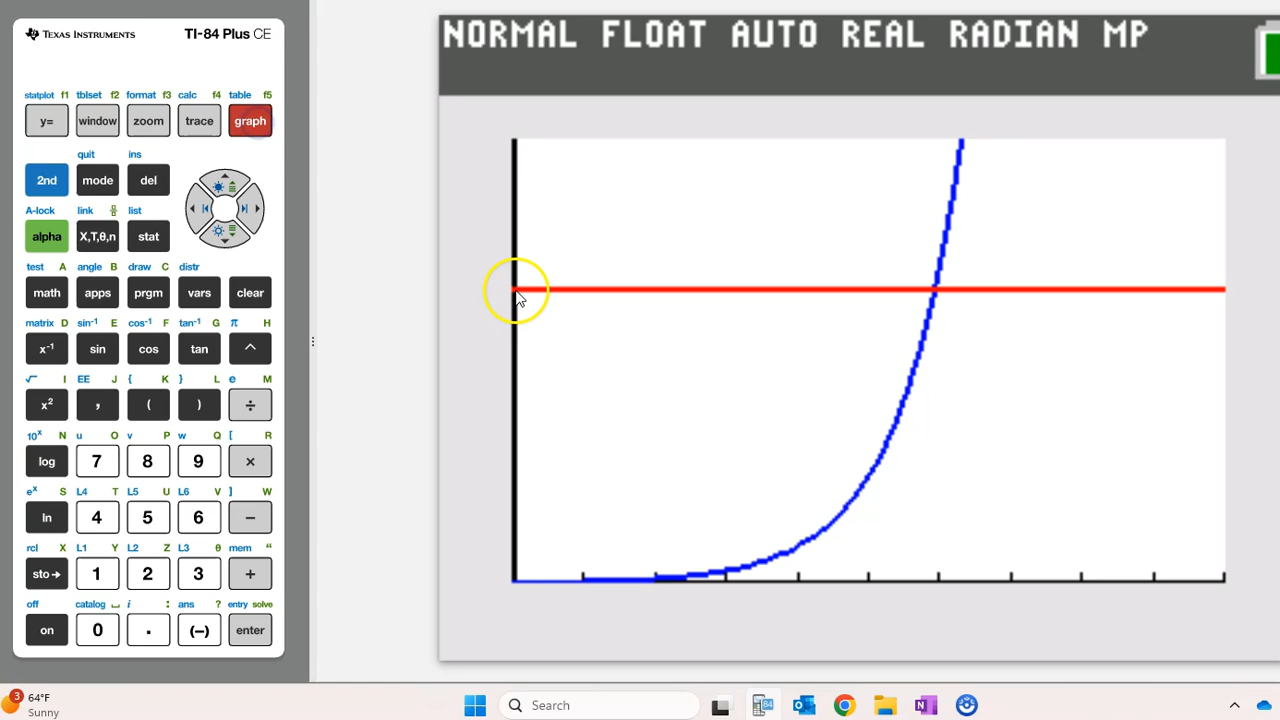 TEXAS INSTRUMENTS TI-84 Plus CE
NORMAL FLOAT AUTO REAL RADIAN MP
statplot f1 tblset f2 format f3 calc f4 table f5
y= window zoom trace graph
quit ins
2nd mode del
A-lock link list
alpha X,T,θ,n stat
test A angle B draw C distr
math apps prgm vars clear
matrix D sin⁻¹ E cos⁻¹ F tan⁻¹ G π H
x⁻¹ sin cos tan ^
√ I EE J { K } L e M
x² , ( ) ÷
10ˣ N u O v P w Q [ R
log 7 8 9 ×
eˣ S L4 T L5 U L6 V ] W
ln 4 5 6 −
rcl X L1 Y L2 Z L3 θ mem “
sto→ 1 2 3 +
off catalog ⎵ i : ans ? entry solve
on 0 . (−) enter
3
64°F
Sunny
Search
84